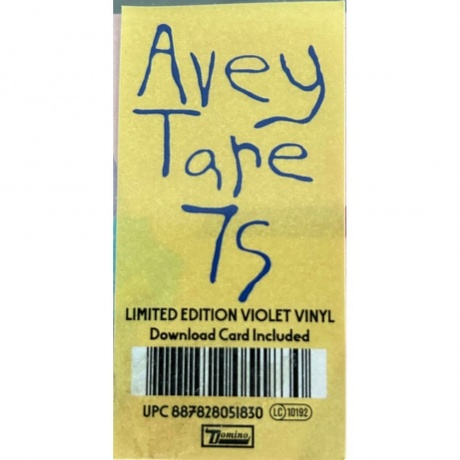 Avey
Tare
7s
LIMITED EDITION VIOLET VINYL
Download Card Included
UPC 887828051830 LC 10192
Domino